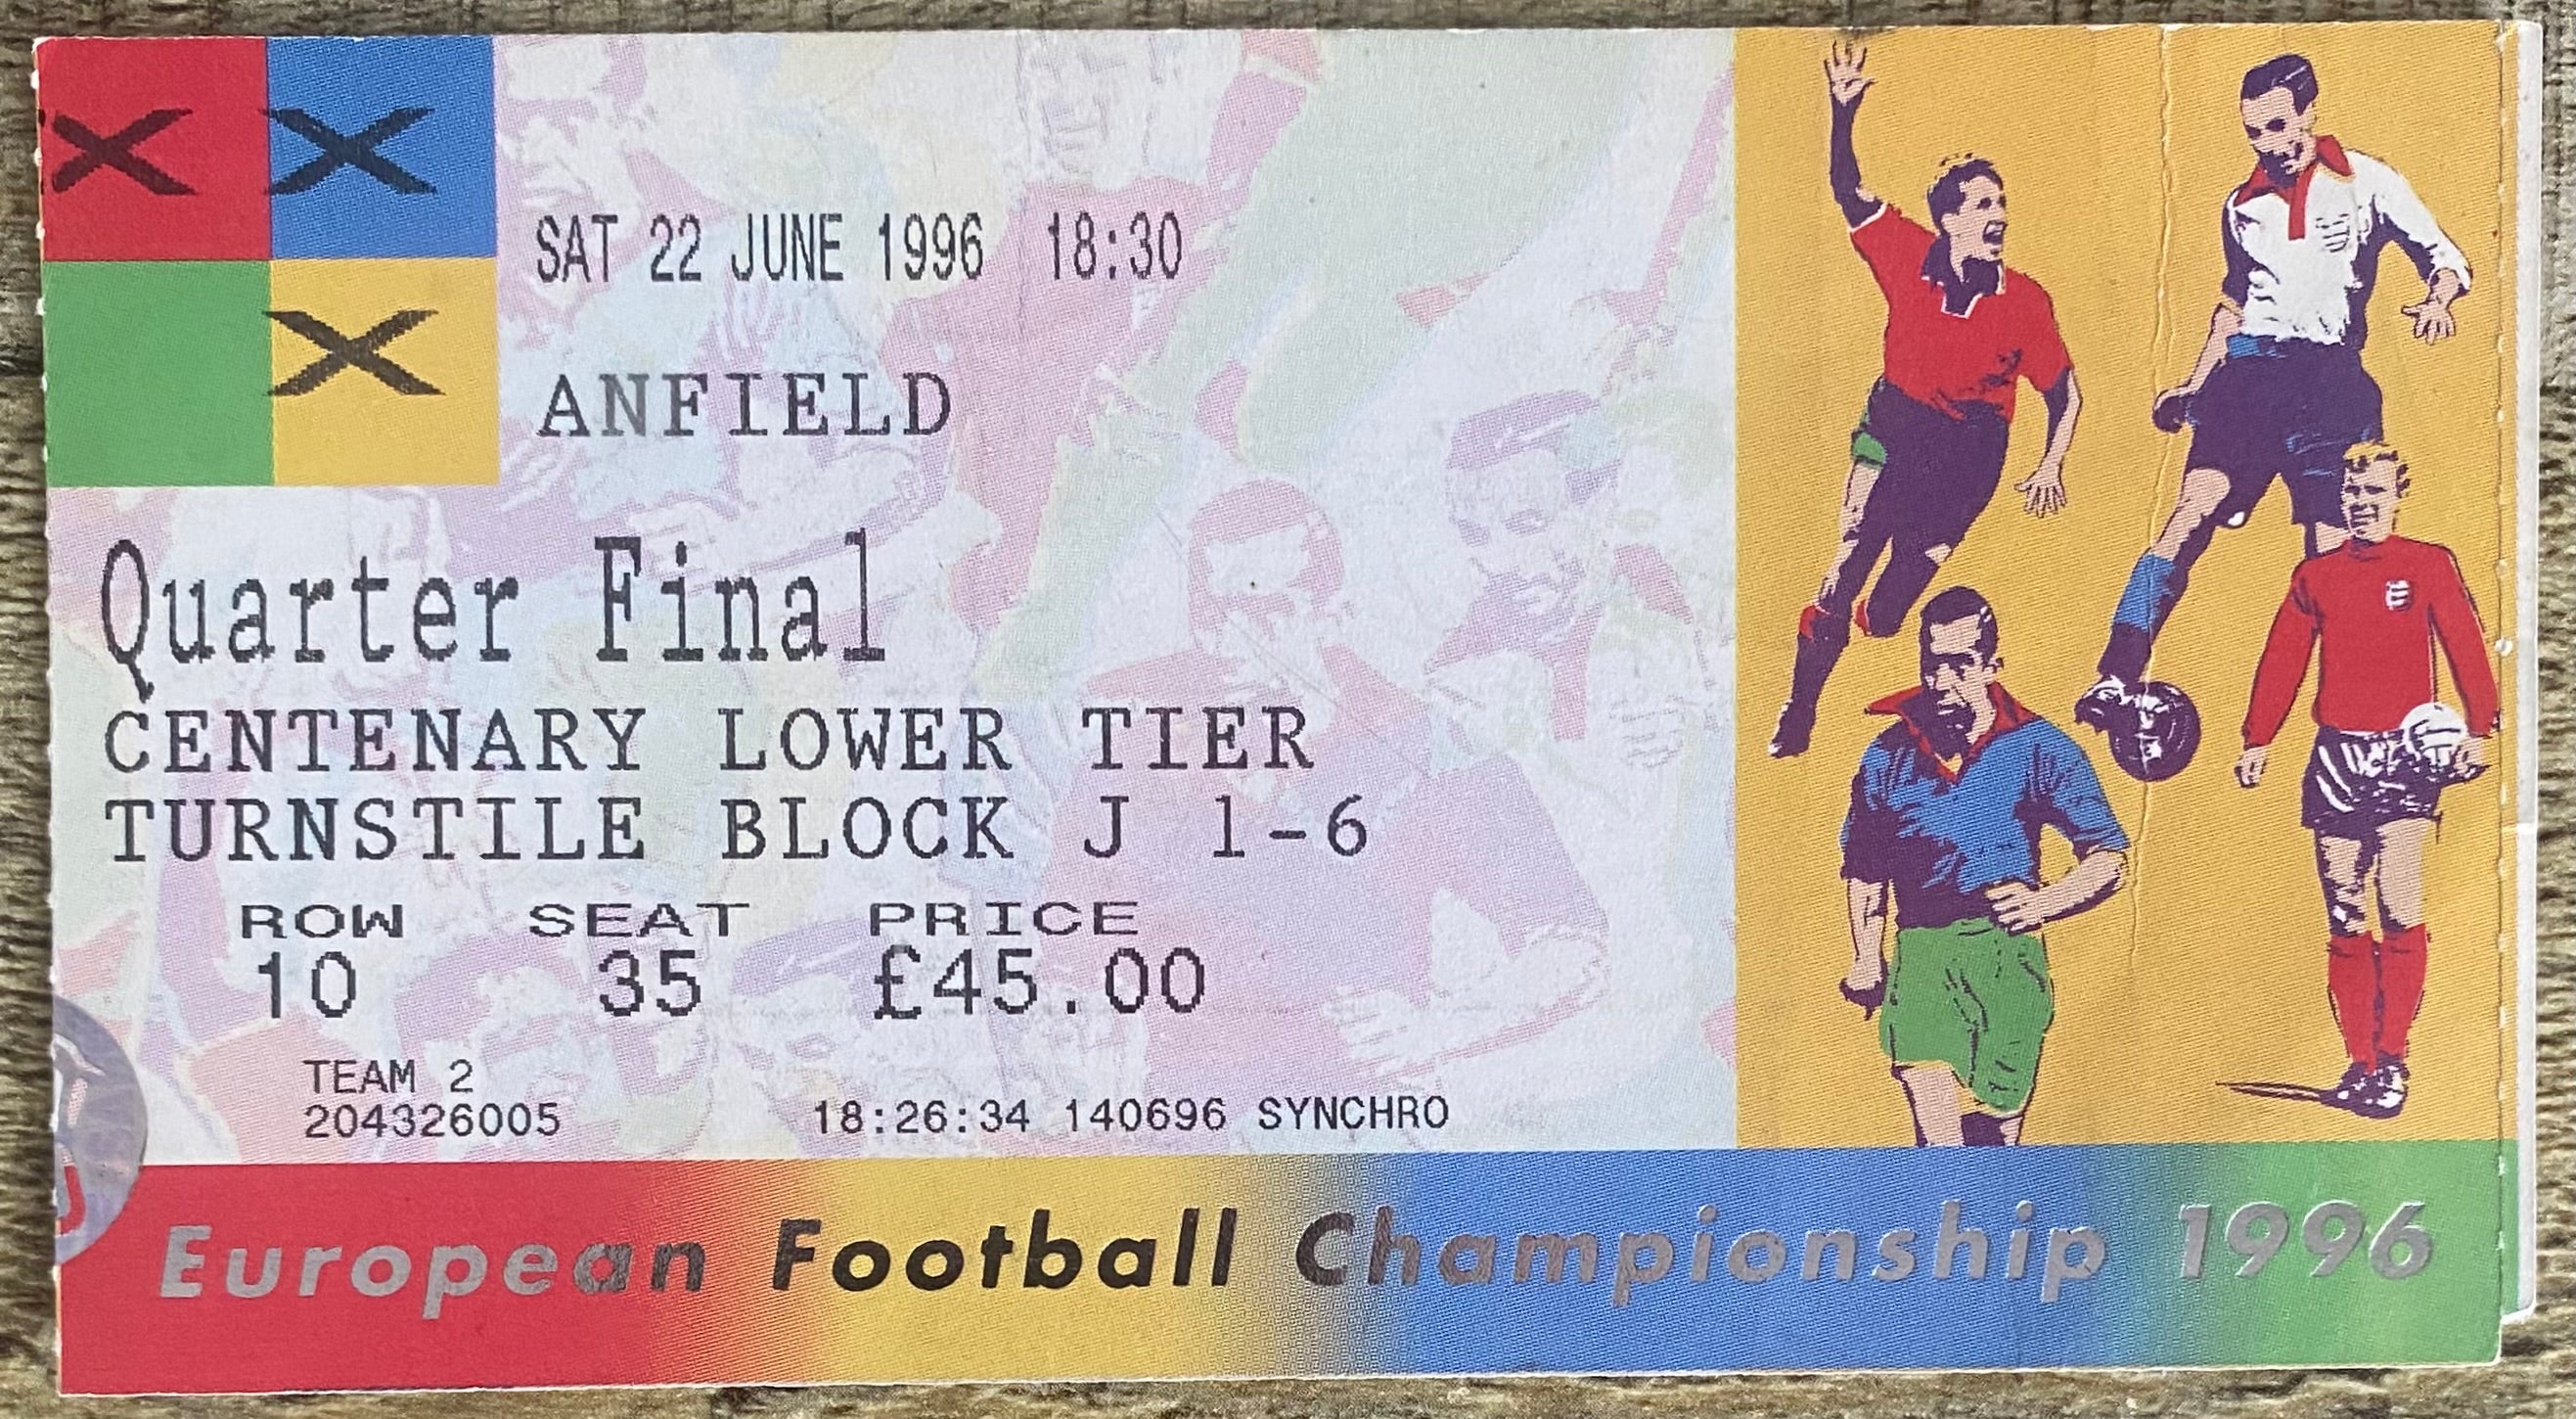 SAT 22 JUNE 1996 18:30
ANFIELD
Quarter Final
CENTENARY LOWER TIER
TURNSTILE BLOCK J 1-6
ROW SEAT PRICE
10 35 £45.00
TEAM 2
204326005 18:26:34 140696 SYNCHRO
European Football Championship 1996